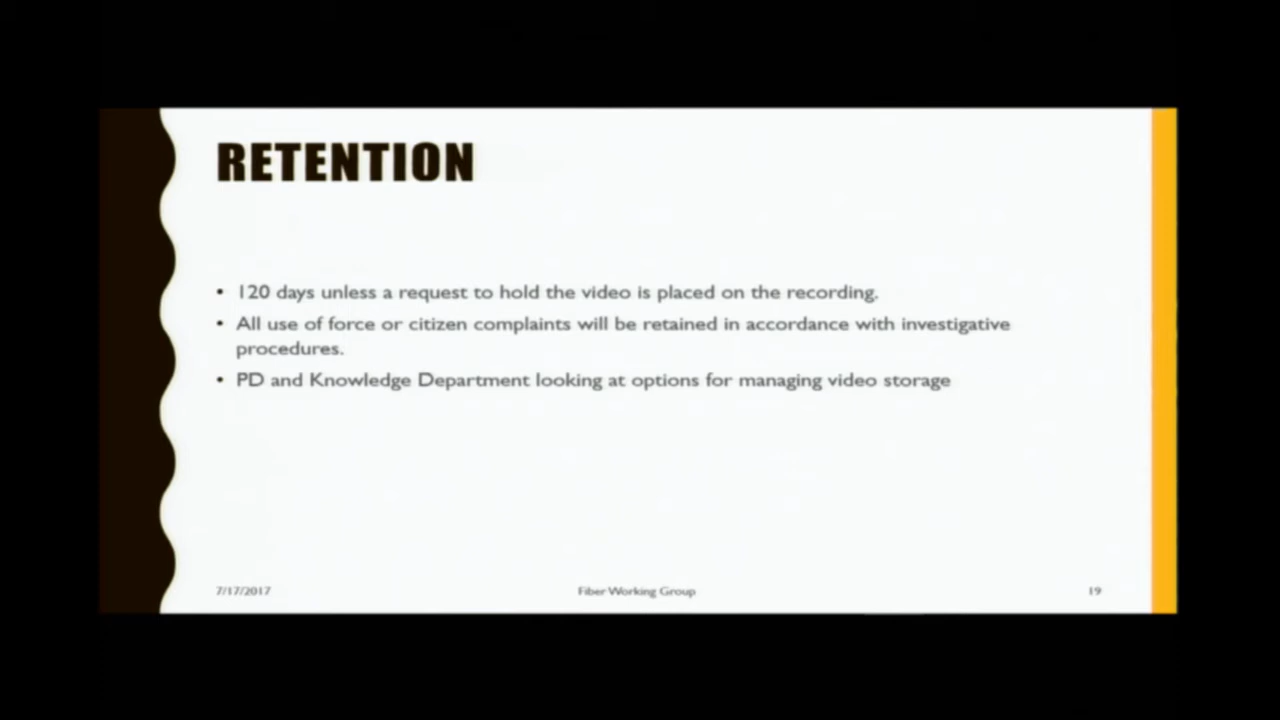 RETENTION
• 120 days unless a request to hold the video is placed on the recording.
• All use of force or citizen complaints will be retained in accordance with investigative
procedures.
• PD and Knowledge Department looking at options for managing video storage
7/17/2017 Fiber Working Group 19